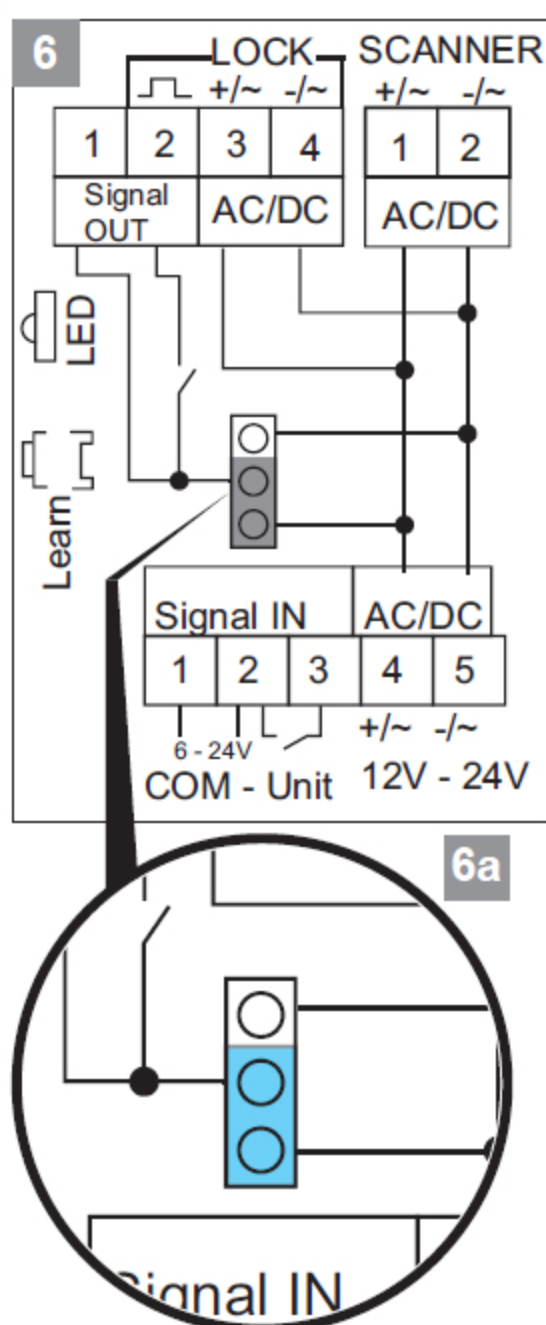 6
LOCK SCANNER
+/~ -/~ +/~ -/~
1 2 3 4 1 2
Signal OUT AC/DC AC/DC
LED
Learn
Signal IN AC/DC
1 2 3 4 5
6 - 24V +/~ -/~
COM - Unit 12V - 24V
6a
Signal IN